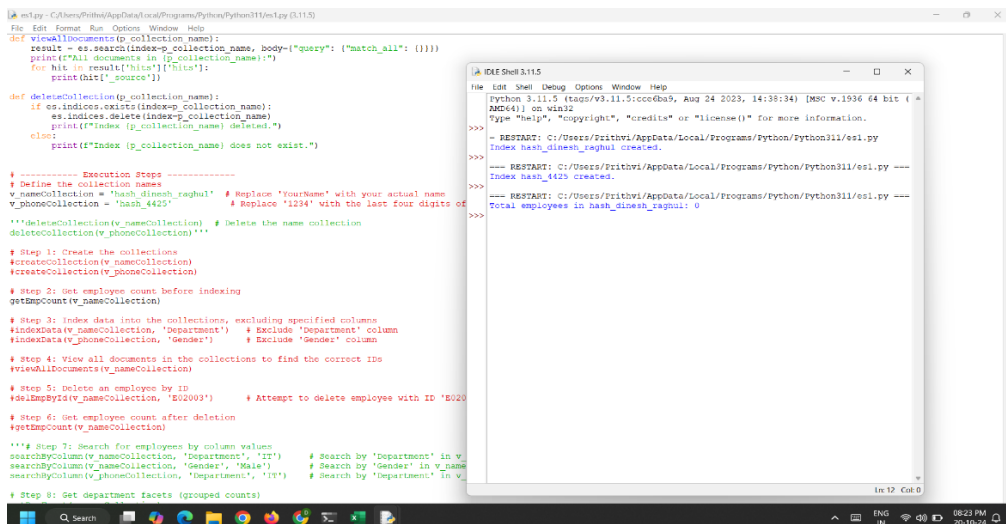 es1.py - C:/Users/Prithvi/AppData/Local/Programs/Python/Python311/es1.py (3.11.5)
File Edit Format Run Options Window Help
def viewAllDocuments(p_collection_name):
    result = es.search(index=p_collection_name, body={"query": {"match_all": {}}})
    print(f"All documents in {p_collection_name}:")
    for hit in result['hits']['hits']:
        print(hit['_source'])
def deleteCollection(p_collection_name):
    if es.indices.exists(index=p_collection_name):
        es.indices.delete(index=p_collection_name)
        print(f"Index {p_collection_name} deleted.")
    else:
        print(f"Index {p_collection_name} does not exist.")
# ----------- Execution Steps -------------
# Define the collection names
v_nameCollection = 'hash_dinesh_raghul'  # Replace 'YourName' with your actual name
v_phoneCollection = 'hash_4425'          # Replace '1234' with the last four digits of
'''deleteCollection(v_nameCollection)  # Delete the name collection
deleteCollection(v_phoneCollection)'''
# Step 1: Create the collections
#createCollection(v_nameCollection)
#createCollection(v_phoneCollection)
# Step 2: Get employee count before indexing
getEmpCount(v_nameCollection)
# Step 3: Index data into the collections, excluding specified columns
#indexData(v_nameCollection, 'Department')   # Exclude 'Department' column
#indexData(v_phoneCollection, 'Gender')      # Exclude 'Gender' column
# Step 4: View all documents in the collections to find the correct IDs
#viewAllDocuments(v_nameCollection)
# Step 5: Delete an employee by ID
#delEmpById(v_nameCollection, 'E02003')      # Attempt to delete employee with ID 'E020
# Step 6: Get employee count after deletion
#getEmpCount(v_nameCollection)
'''# Step 7: Search for employees by column values
searchByColumn(v_nameCollection, 'Department', 'IT')     # Search by 'Department' in v_
searchByColumn(v_nameCollection, 'Gender', 'Male')       # Search by 'Gender' in v_name
searchByColumn(v_phoneCollection, 'Department', 'IT')    # Search by 'Department' in v_
# Step 8: Get department facets (grouped counts)
IDLE Shell 3.11.5
File Edit Shell Debug Options Window Help
Python 3.11.5 (tags/v3.11.5:cce6ba9, Aug 24 2023, 14:38:34) [MSC v.1936 64 bit (
AMD64)] on win32
Type "help", "copyright", "credits" or "license()" for more information.
>>>
= RESTART: C:/Users/Prithvi/AppData/Local/Programs/Python/Python311/es1.py
Index hash_dinesh_raghul created.
>>>
=== RESTART: C:/Users/Prithvi/AppData/Local/Programs/Python/Python311/es1.py ===
Index hash_4425 created.
>>>
=== RESTART: C:/Users/Prithvi/AppData/Local/Programs/Python/Python311/es1.py ===
Total employees in hash_dinesh_raghul: 0
>>>
Ln: 12 Col: 0
Search
ENG
IN
08:23 PM
20-10-24